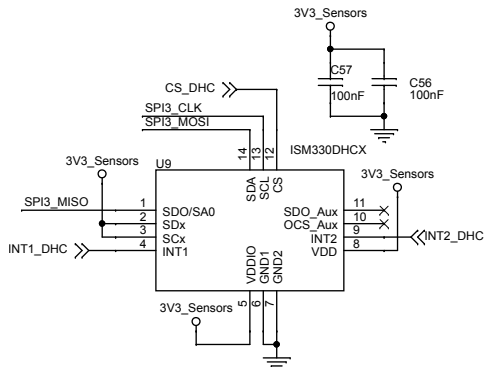 3V3_Sensors
C57
100nF
C56
100nF
CS_DHC
SPI3_CLK
SPI3_MOSI
14
13
12
ISM330DHCX
3V3_Sensors
U9
3V3_Sensors
SDA
SCL
CS
SPI3_MISO
1
SDO/SA0
SDO_Aux
11
2
SDx
OCS_Aux
10
3
SCx
INT2
9
INT2_DHC
INT1_DHC
4
INT1
VDD
8
VDDIO
GND1
GND2
3V3_Sensors
5
6
7